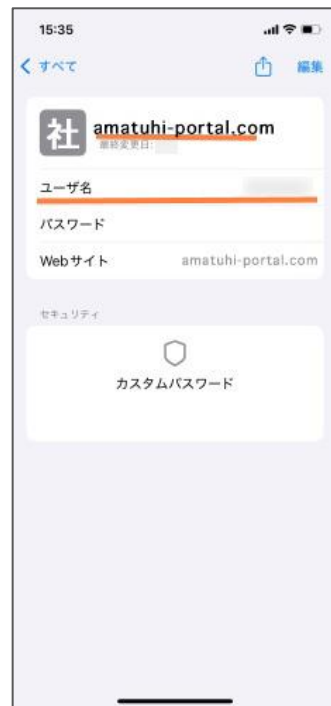 15:35
すべて 編集
社 amatuhi-portal.com
最終変更日:
ユーザ名
パスワード
Webサイト amatuhi-portal.com
セキュリティ
カスタムパスワード